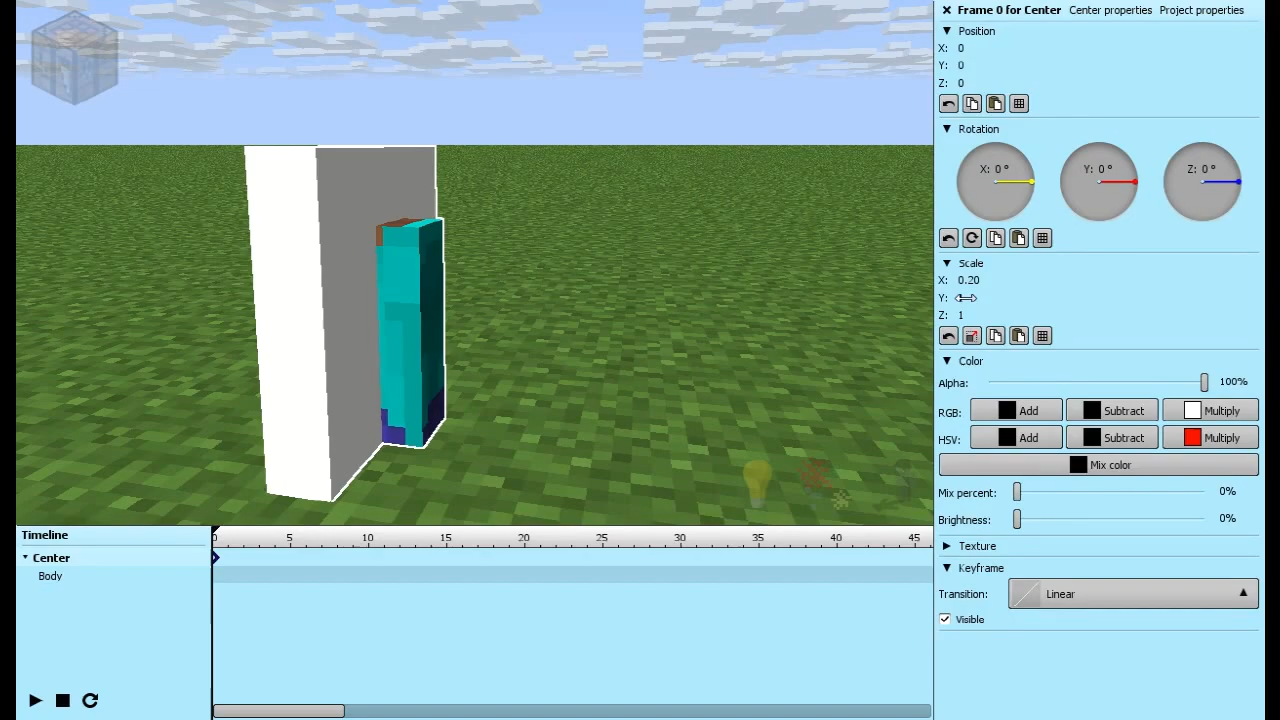 Frame 0 for Center Center properties Project properties
Position
X: 0
Y: 0
Z: 0
Rotation
X: 0 ° Y: 0 ° Z: 0 °
Scale
X: 0.20
Y:
Z: 1
Color
Alpha: 100%
RGB: Add Subtract Multiply
HSV: Add Subtract Multiply
Mix color
Mix percent: 0%
Brightness: 0%
Texture
Keyframe
Transition: Linear
Visible
Timeline
0 5 10 15 20 25 30 35 40 45
Center
Body